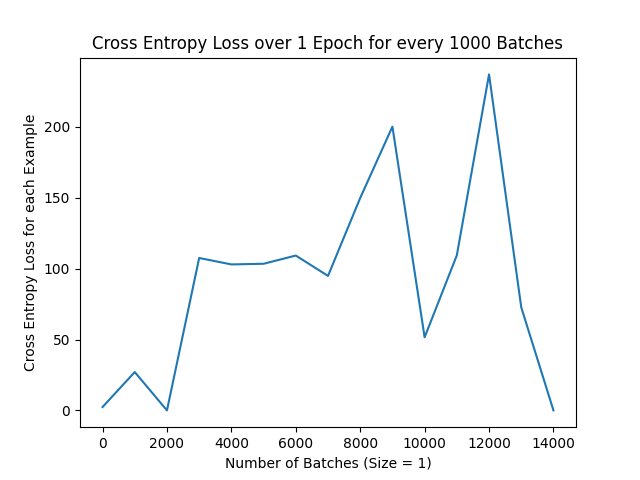 Cross Entropy Loss over 1 Epoch for every 1000 Batches
Cross Entropy Loss for each Example
200
150
100
50
0
0 2000 4000 6000 8000 10000 12000 14000
Number of Batches (Size = 1)